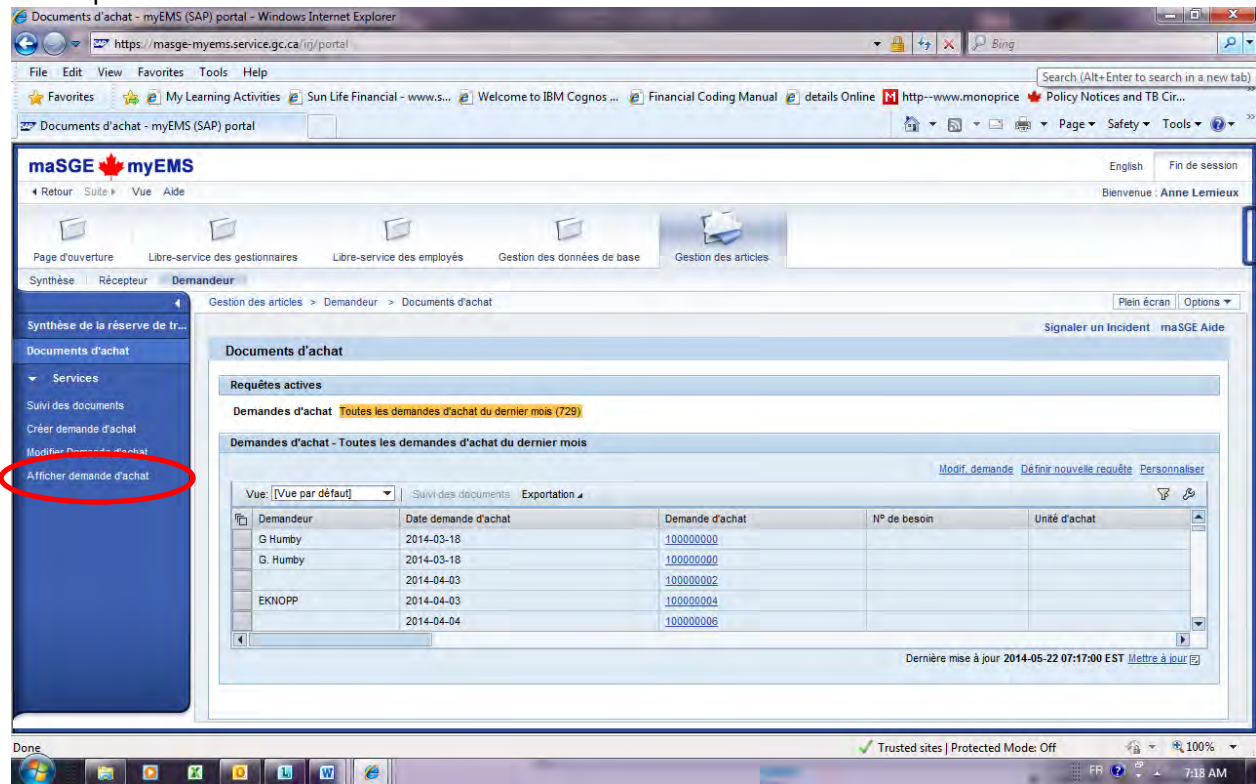 Documents d'achat - myEMS (SAP) portal - Windows Internet Explorer
https://masge-myems.service.gc.ca/irj/portal
Bing
File Edit View Favorites Tools Help
Search (Alt+Enter to search in a new tab)
Favorites My Learning Activities Sun Life Financial - www.s... Welcome to IBM Cognos ... Financial Coding Manual details Online http--www.monoprice Policy Notices and TB Cir...
Documents d'achat - myEMS (SAP) portal
Page Safety Tools
maSGE myEMS
English Fin de session
Retour Suite Vue Aide
Bienvenue : Anne Lemieux
Page d'ouverture Libre-service des gestionnaires Libre-service des employés Gestion des données de base Gestion des articles
Synthèse Récepteur Demandeur
Gestion des articles > Demandeur > Documents d'achat
Plein écran Options
Synthèse de la réserve de tr...
Signaler un Incident maSGE Aide
Documents d'achat
Documents d'achat
Services
Requêtes actives
Suivi des documents
Demandes d'achat Toutes les demandes d'achat du dernier mois (729)
Créer demande d'achat
Demandes d'achat - Toutes les demandes d'achat du dernier mois
Modifier Demande d'achat
Modif. demande Définir nouvelle requête Personnaliser
Afficher demande d'achat
Vue: [Vue par défaut] Suivi des documents Exportation
Demandeur Date demande d'achat Demande d'achat Nº de besoin Unité d'achat
G Humby 2014-03-18 100000000
G. Humby 2014-03-18 100000000
2014-04-03 100000002
EKNOPP 2014-04-03 100000004
2014-04-04 100000006
Dernière mise à jour 2014-05-22 07:17:00 EST Mettre à jour
Done
Trusted sites | Protected Mode: Off
100%
FR
7:18 AM